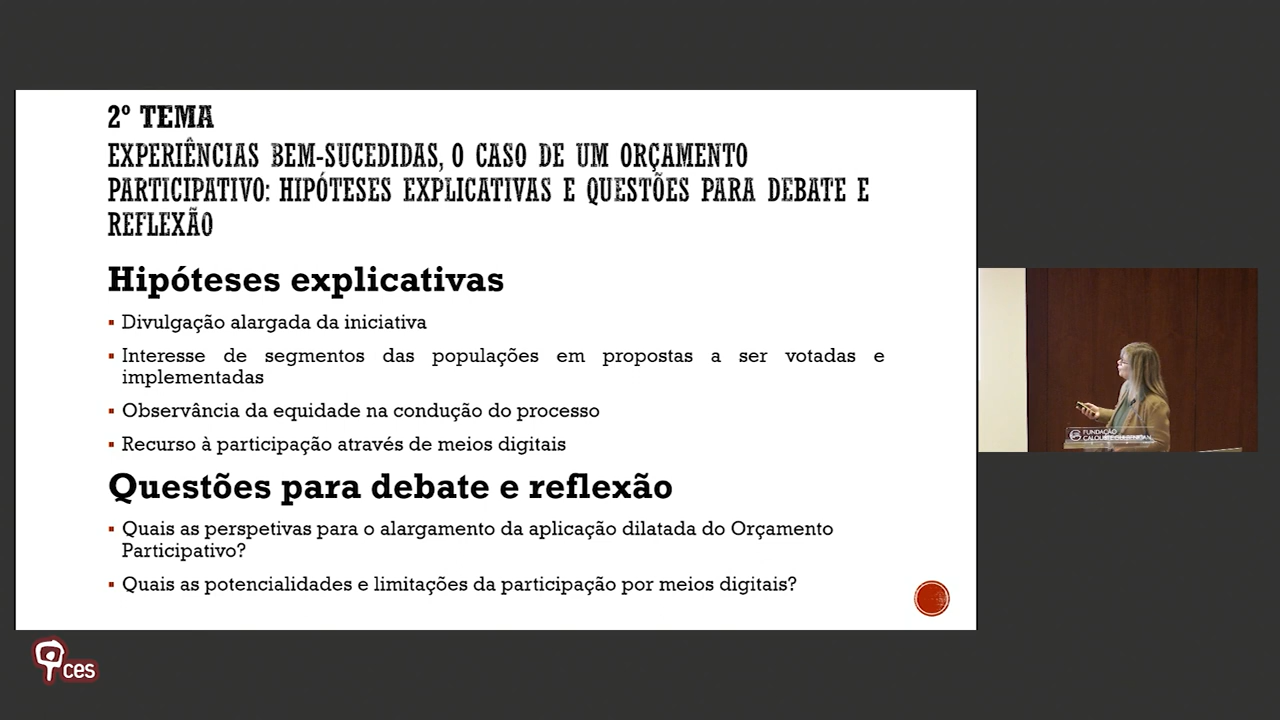 2º TEMA
EXPERIÊNCIAS BEM-SUCEDIDAS, O CASO DE UM ORÇAMENTO
PARTICIPATIVO: HIPÓTESES EXPLICATIVAS E QUESTÕES PARA DEBATE E
REFLEXÃO
Hipóteses explicativas
Divulgação alargada da iniciativa
Interesse de segmentos das populações em propostas a ser votadas e
implementadas
Observância da equidade na condução do processo
Recurso à participação através de meios digitais
Questões para debate e reflexão
Quais as perspetivas para o alargamento da aplicação dilatada do Orçamento
Participativo?
Quais as potencialidades e limitações da participação por meios digitais?
FUNDAÇÃO
CALOUSTE GULBENKIAN
ces